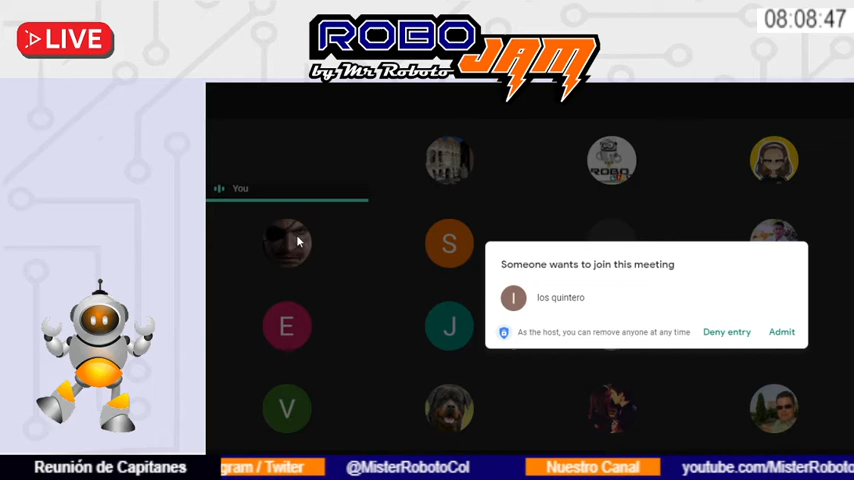 LIVE
ROBO
JAM
by Mr Roboto
08:08:47
You
ROBO
S
Someone wants to join this meeting
I
los quintero
As the host, you can remove anyone at any time
Deny entry
Admit
E
J
V
Reunión de Capitanes
gram / Twiter
@MisterRobotoCol
Nuestro Canal
youtube.com/MisterRoboto